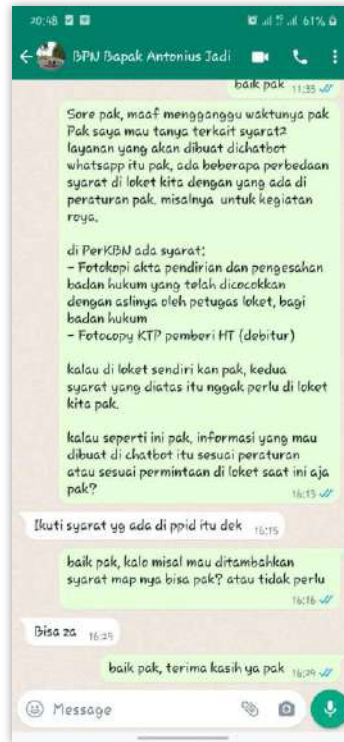 20:48
61%
BPN Bapak Antonius Jadi
baik pak 11:35
Sore pak, maaf mengganggu waktunya pak
Pak saya mau tanya terkait syarat2
layanan yang akan dibuat dichatbot
whatsapp itu pak, ada beberapa perbedaan
syarat di loket kita dengan yang ada di
peraturan pak. misalnya untuk kegiatan
roya.
di PerKBN ada syarat:
- Fotokopi akta pendirian dan pengesahan
badan hukum yang telah dicocokkan
dengan aslinya oleh petugas loket, bagi
badan hukum
- Fotocopy KTP pemberi HT (debitur)
kalau di loket sendiri kan pak, kedua
syarat yang diatas itu nggak perlu di loket
kita pak.
kalau seperti ini pak, informasi yang mau
dibuat di chatbot itu sesuai peraturan
atau sesuai permintaan di loket saat ini aja
pak?
16:13
Ikuti syarat yg ada di ppid itu dek 16:15
baik pak, kalo misal mau ditambahkan
syarat map nya bisa pak? atau tidak perlu
16:16
Bisa za 16:29
baik pak, terima kasih ya pak 16:29
Message